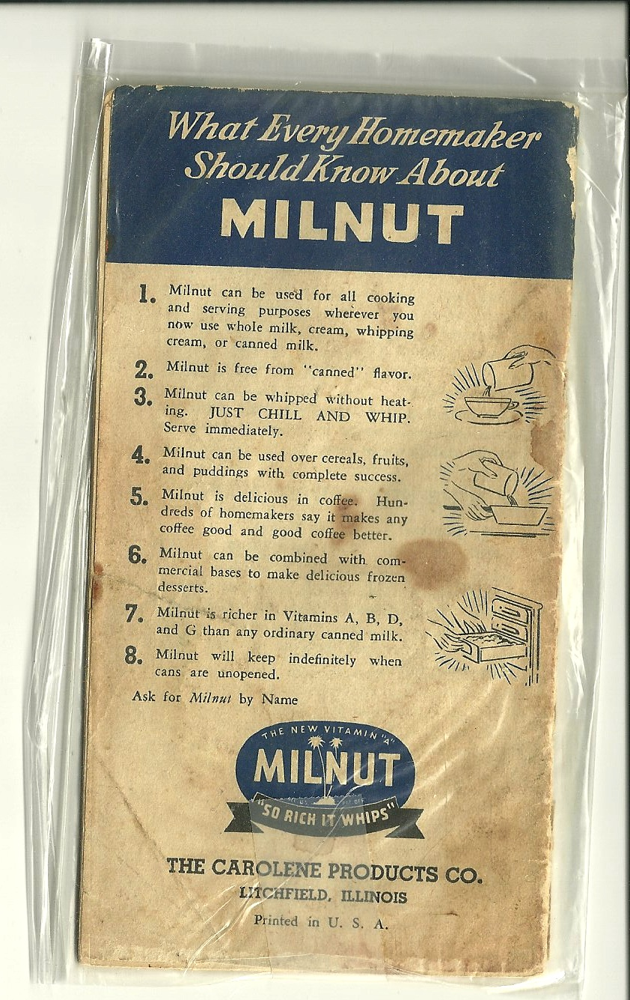 What Every Homemaker
Should Know About
MILNUT
1. Milnut can be used for all cooking
and serving purposes wherever you
now use whole milk, cream, whipping
cream, or canned milk.
2. Milnut is free from "canned" flavor.
3. Milnut can be whipped without heat-
ing. JUST CHILL AND WHIP.
Serve immediately.
4. Milnut can be used over cereals, fruits,
and puddings with complete success.
5. Milnut is delicious in coffee. Hun-
dreds of homemakers say it makes any
coffee good and good coffee better.
6. Milnut can be combined with com-
mercial bases to make delicious frozen
desserts.
7. Milnut is richer in Vitamins A, B, D,
and G than any ordinary canned milk.
8. Milnut will keep indefinitely when
cans are unopened.
Ask for Milnut by Name
THE NEW VITAMIN "A"
MILNUT
"SO RICH IT WHIPS"
THE CAROLENE PRODUCTS CO.
LITCHFIELD, ILLINOIS
Printed in U. S. A.